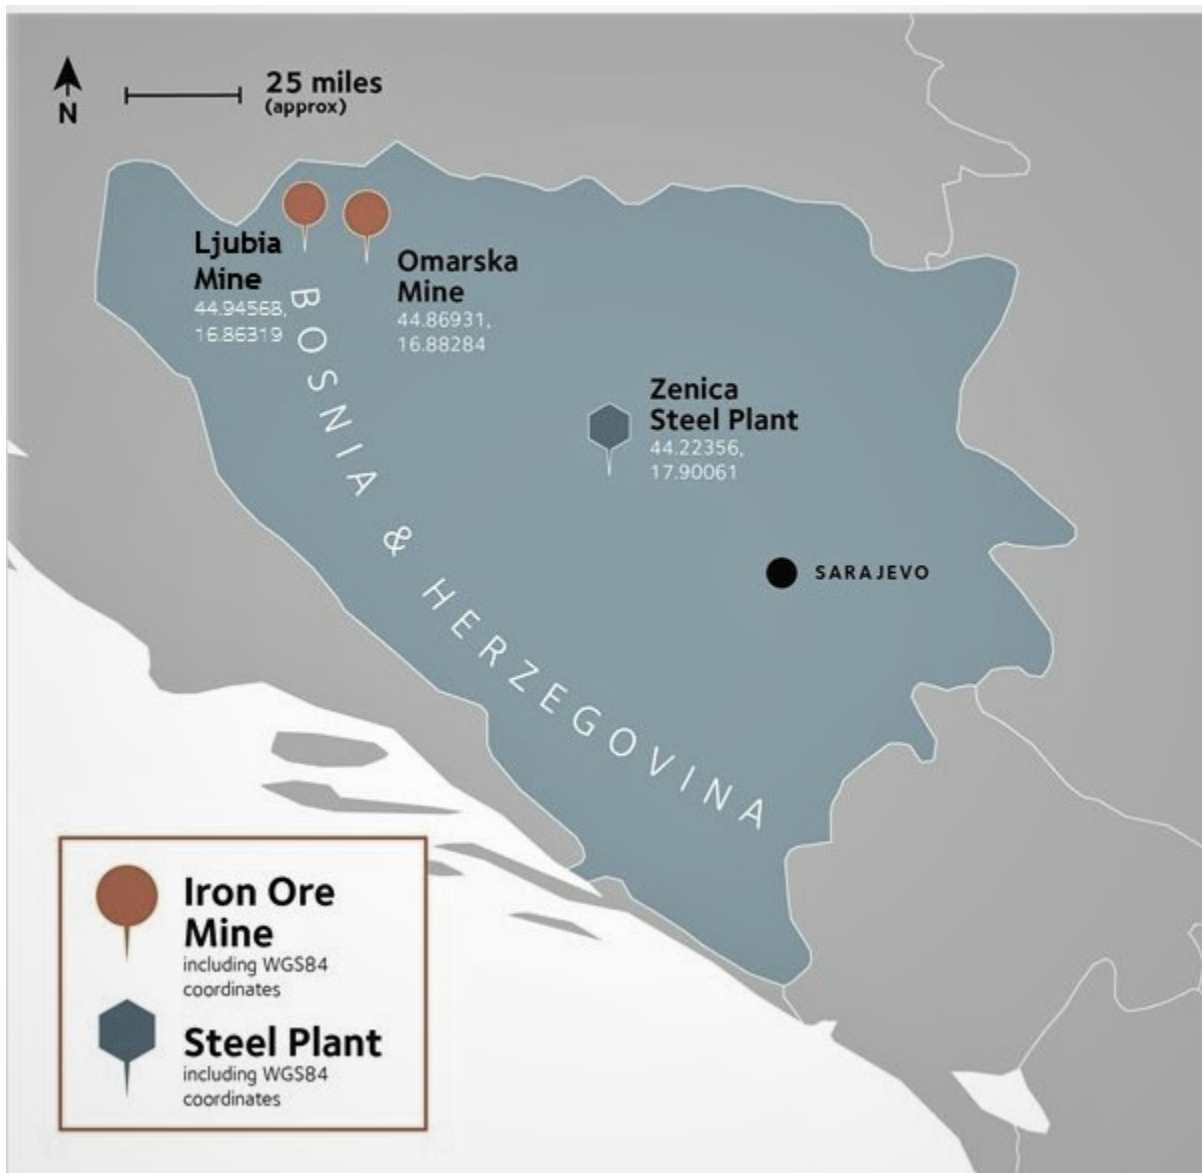 N
25 miles
(approx)
Ljubia
Mine
44.94568,
16.86319
Omarska
Mine
44.86931,
16.88284
BOSNIA & HERZEGOVINA
Zenica
Steel Plant
44.22356,
17.90061
SARAJEVO
Iron Ore
Mine
including WGS84
coordinates
Steel Plant
including WGS84
coordinates